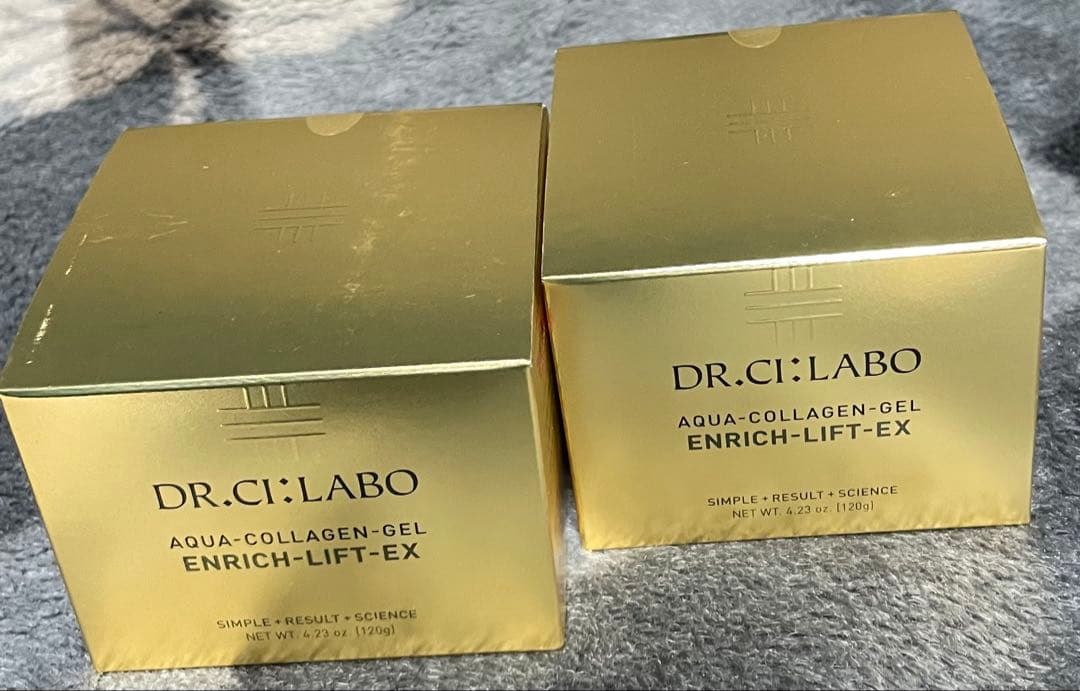 DR.CI:LABO
AQUA-COLLAGEN-GEL
ENRICH-LIFT-EX
SIMPLE + RESULT + SCIENCE
NET WT. 4.23 oz. [120g]
DR.CI:LABO
AQUA-COLLAGEN-GEL
ENRICH-LIFT-EX
SIMPLE + RESULT + SCIENCE
NET WT. 4.23 oz. [120g]